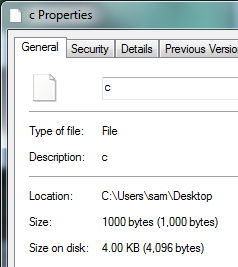 c Properties
General Security Details Previous Versio
c
Type of file: File
Description: c
Location: C:\Users\sam\Desktop
Size: 1000 bytes (1,000 bytes)
Size on disk: 4.00 KB (4,096 bytes)